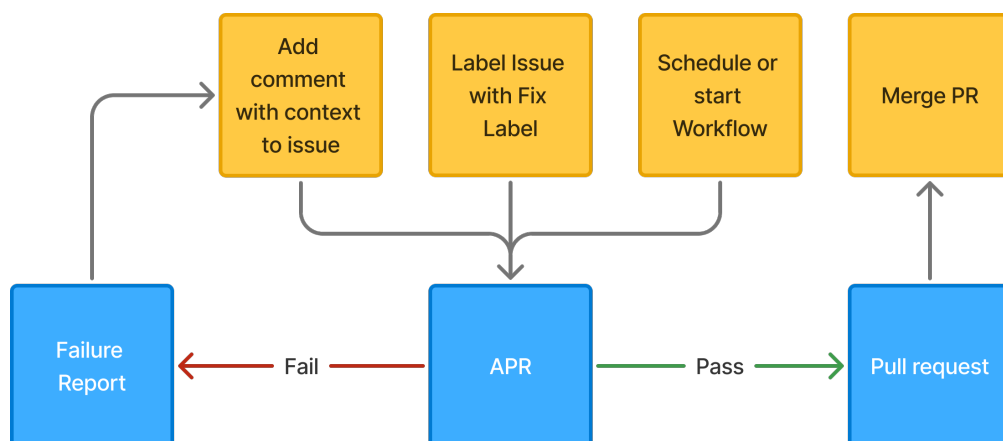 Add
comment
with context
to issue
Label Issue
with Fix
Label
Schedule or
start
Workflow
Merge PR
Failure
Report
Fail
APR
Pass
Pull request